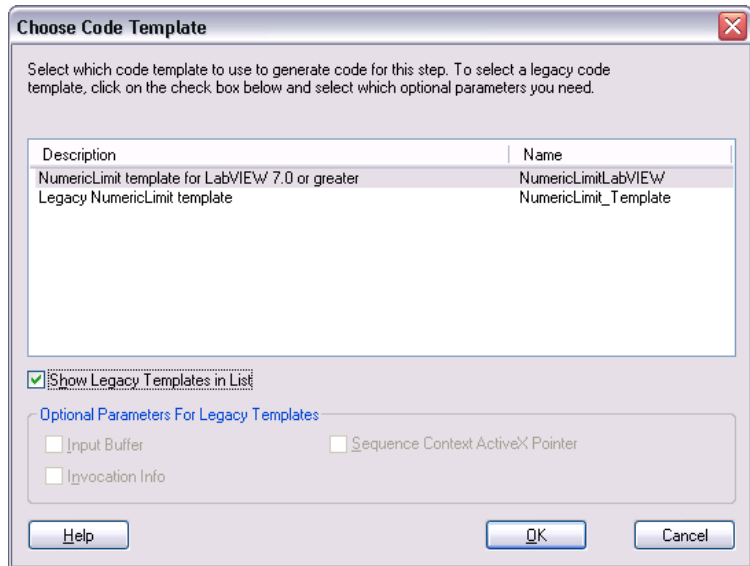 Choose Code Template
Select which code template to use to generate code for this step. To select a legacy code
template, click on the check box below and select which optional parameters you need.
Description Name
NumericLimit template for LabVIEW 7.0 or greater NumericLimitLabVIEW
Legacy NumericLimit template NumericLimit_Template
Show Legacy Templates in List
Optional Parameters For Legacy Templates
Input Buffer Sequence Context ActiveX Pointer
Invocation Info
Help OK Cancel